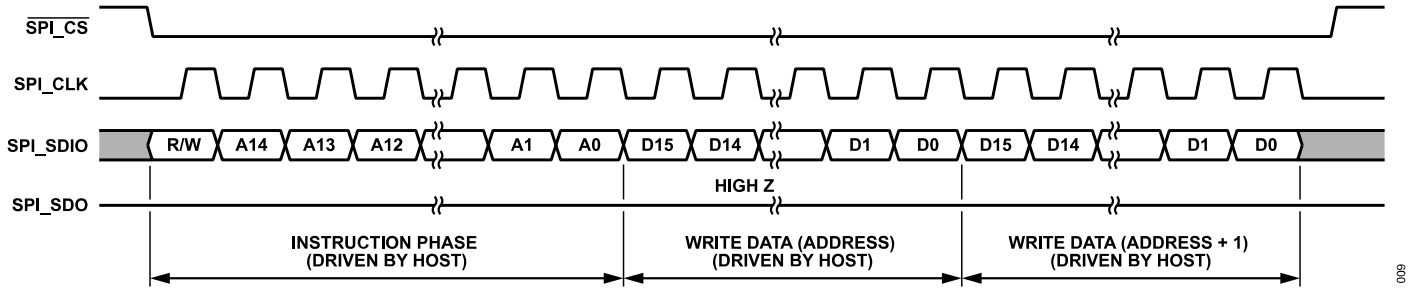 SPI_CS
SPI_CLK
SPI_SDIO R/W A14 A13 A12 A1 A0 D15 D14 D1 D0 D15 D14 D1 D0
HIGH Z
SPI_SDO
INSTRUCTION PHASE WRITE DATA (ADDRESS) WRITE DATA (ADDRESS + 1)
(DRIVEN BY HOST) (DRIVEN BY HOST) (DRIVEN BY HOST)
009